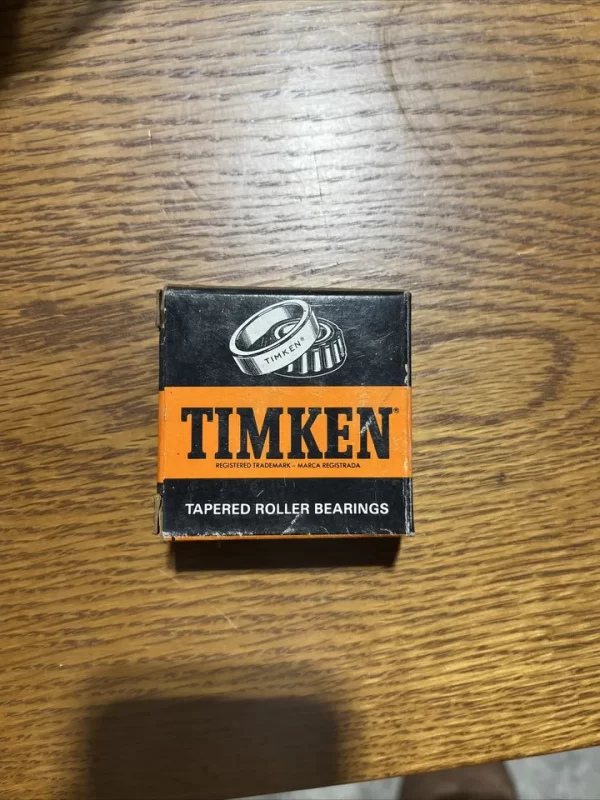 TIMKEN®
TIMKEN®
REGISTERED TRADEMARK – MARCA REGISTRADA
TAPERED ROLLER BEARINGS